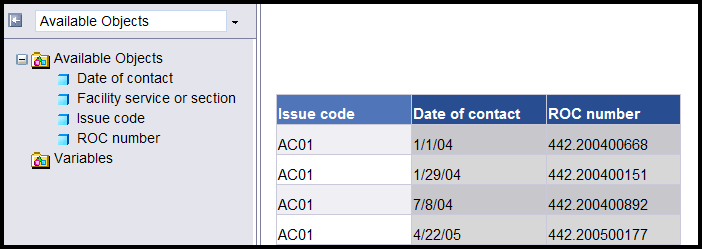 Available Objects
Available Objects
Date of contact
Facility service or section
Issue code
ROC number
Variables
Issue code Date of contact ROC number
AC01 1/1/04 442.200400668
AC01 1/29/04 442.200400151
AC01 7/8/04 442.200400892
AC01 4/22/05 442.200500177